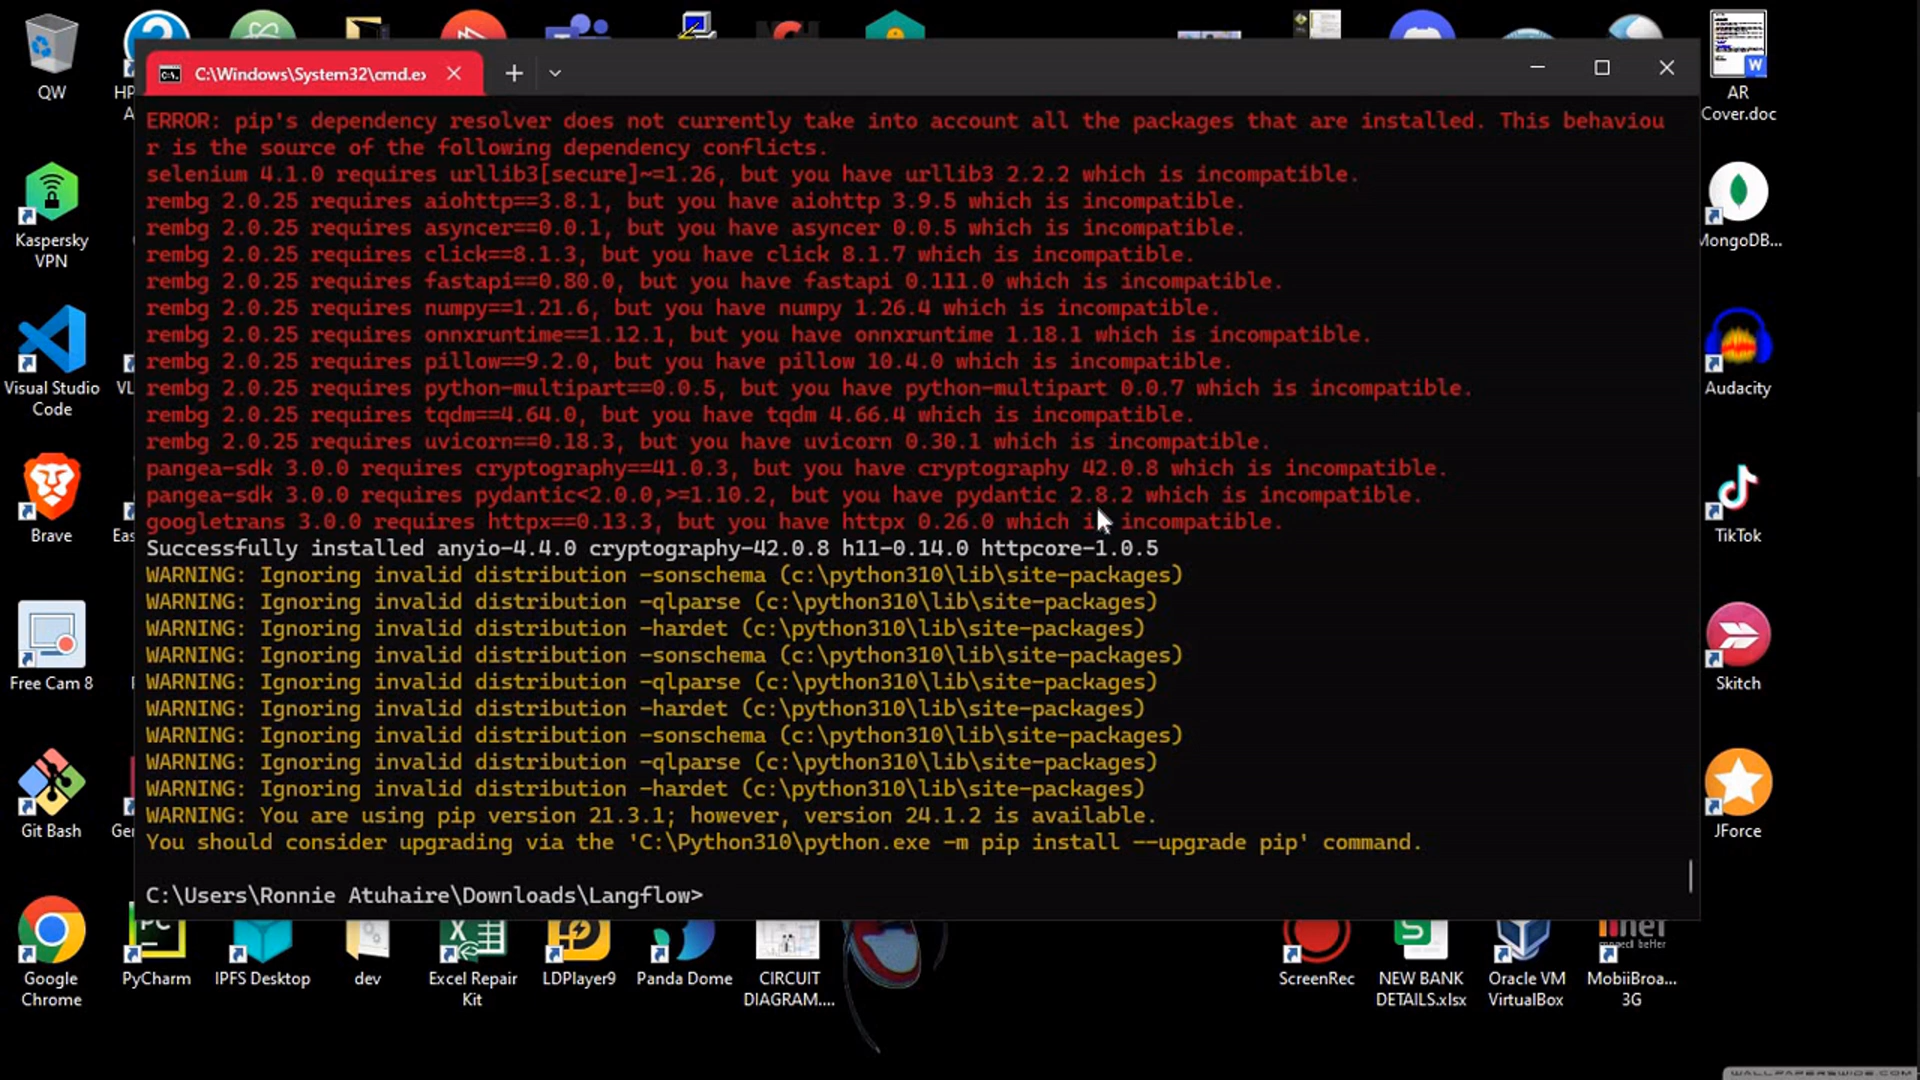 C:\Windows\System32\cmd.ex
ERROR: pip's dependency resolver does not currently take into account all the packages that are installed. This behaviou
r is the source of the following dependency conflicts.
selenium 4.1.0 requires urllib3[secure]~=1.26, but you have urllib3 2.2.2 which is incompatible.
rembg 2.0.25 requires aiohttp==3.8.1, but you have aiohttp 3.9.5 which is incompatible.
rembg 2.0.25 requires asyncer==0.0.1, but you have asyncer 0.0.5 which is incompatible.
rembg 2.0.25 requires click==8.1.3, but you have click 8.1.7 which is incompatible.
rembg 2.0.25 requires fastapi==0.80.0, but you have fastapi 0.111.0 which is incompatible.
rembg 2.0.25 requires numpy==1.21.6, but you have numpy 1.26.4 which is incompatible.
rembg 2.0.25 requires onnxruntime==1.12.1, but you have onnxruntime 1.18.1 which is incompatible.
rembg 2.0.25 requires pillow==9.2.0, but you have pillow 10.4.0 which is incompatible.
rembg 2.0.25 requires python-multipart==0.0.5, but you have python-multipart 0.0.7 which is incompatible.
rembg 2.0.25 requires tqdm==4.64.0, but you have tqdm 4.66.4 which is incompatible.
rembg 2.0.25 requires uvicorn==0.18.3, but you have uvicorn 0.30.1 which is incompatible.
pangea-sdk 3.0.0 requires cryptography==41.0.3, but you have cryptography 42.0.8 which is incompatible.
pangea-sdk 3.0.0 requires pydantic<2.0.0,>=1.10.2, but you have pydantic 2.8.2 which is incompatible.
googletrans 3.0.0 requires httpx==0.13.3, but you have httpx 0.26.0 which is incompatible.
Successfully installed anyio-4.4.0 cryptography-42.0.8 h11-0.14.0 httpcore-1.0.5
WARNING: Ignoring invalid distribution -sonschema (c:\python310\lib\site-packages)
WARNING: Ignoring invalid distribution -qlparse (c:\python310\lib\site-packages)
WARNING: Ignoring invalid distribution -hardet (c:\python310\lib\site-packages)
WARNING: Ignoring invalid distribution -sonschema (c:\python310\lib\site-packages)
WARNING: Ignoring invalid distribution -qlparse (c:\python310\lib\site-packages)
WARNING: Ignoring invalid distribution -hardet (c:\python310\lib\site-packages)
WARNING: Ignoring invalid distribution -sonschema (c:\python310\lib\site-packages)
WARNING: Ignoring invalid distribution -qlparse (c:\python310\lib\site-packages)
WARNING: Ignoring invalid distribution -hardet (c:\python310\lib\site-packages)
WARNING: You are using pip version 21.3.1; however, version 24.1.2 is available.
You should consider upgrading via the 'C:\Python310\python.exe -m pip install --upgrade pip' command.
C:\Users\Ronnie Atuhaire\Downloads\Langflow>
QW
Kaspersky
VPN
Visual Studio
Code
Brave
Free Cam 8
Git Bash
Google
Chrome
HP
A
VL
Eas
Ger
PC
PyCharm
IPFS Desktop
dev
Excel Repair
Kit
LDPlayer9
Panda Dome
CIRCUIT
DIAGRAM....
ScreenRec
NEW BANK
DETAILS.xlsx
Oracle VM
VirtualBox
MobiiBroa...
3G
AR
Cover.doc
MongoDB...
Audacity
TikTok
Skitch
JForce
WALLPAPERSWIDE.COM